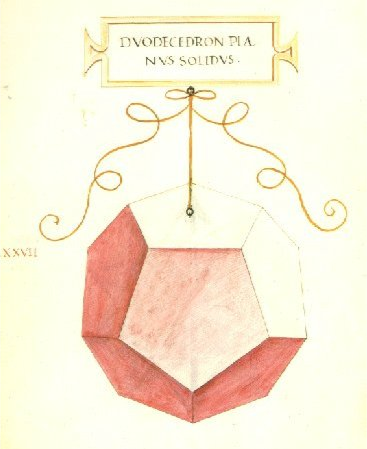 DVODECEDRON PLA
NVS SOLIDVS.
XXVII